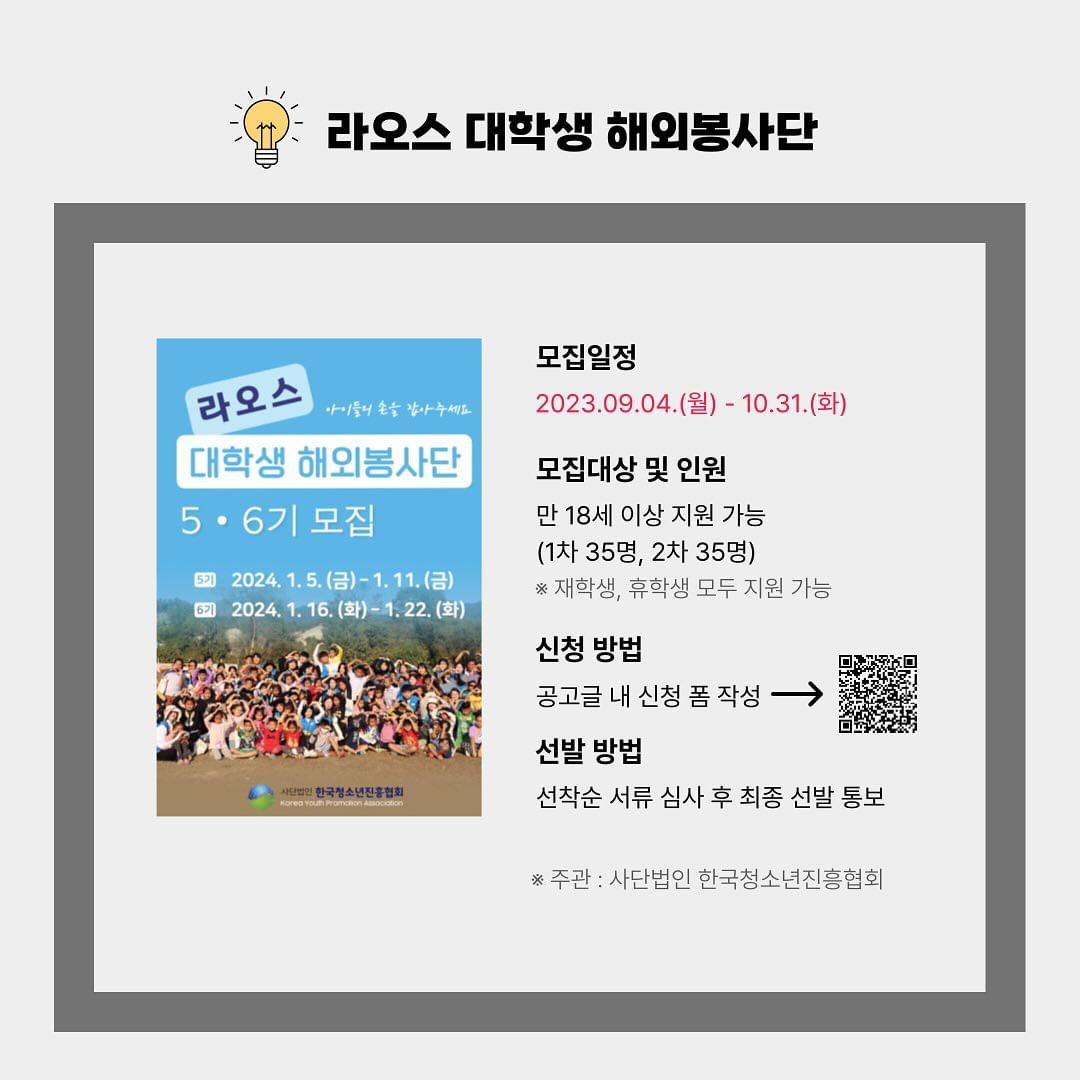 라오스 대학생 해외봉사단
라오스
아이들의 손을 잡아주세요
대학생 해외봉사단
5 • 6기 모집
5기 2024. 1. 5. (금) - 1. 11. (금)
6기 2024. 1. 16. (화) - 1. 22. (화)
사단법인 한국청소년진흥협회
Korea Youth Promotion Association
모집일정
2023.09.04.(월) - 10.31.(화)
모집대상 및 인원
만 18세 이상 지원 가능
(1차 35명, 2차 35명)
※ 재학생, 휴학생 모두 지원 가능
신청 방법
공고글 내 신청 폼 작성
선발 방법
선착순 서류 심사 후 최종 선발 통보
※ 주관 : 사단법인 한국청소년진흥협회